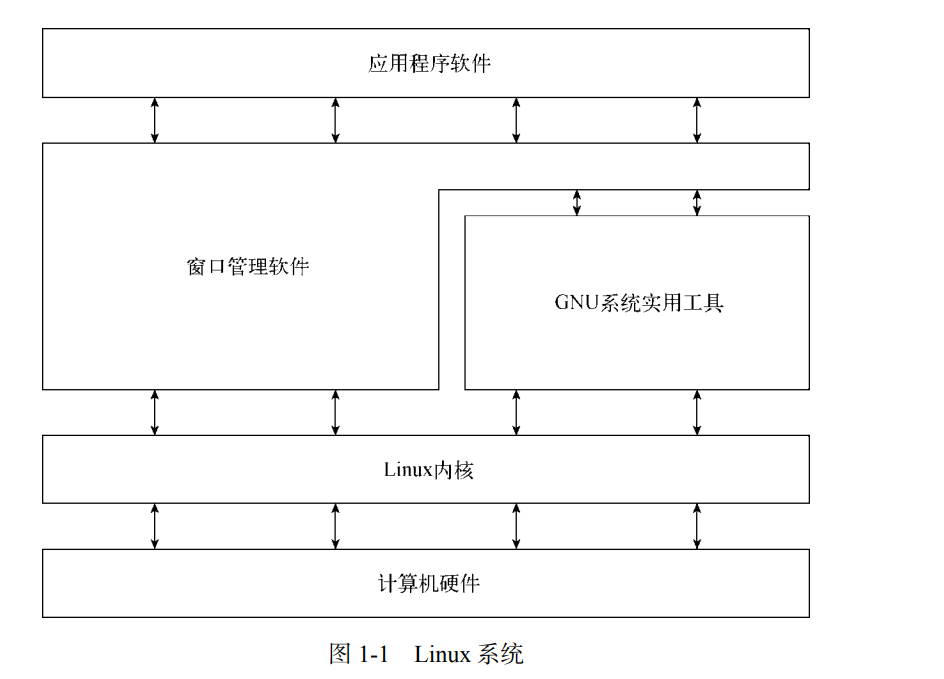 应用程序软件
窗口管理软件
GNU系统实用工具
Linux内核
计算机硬件
图 1-1 Linux 系统